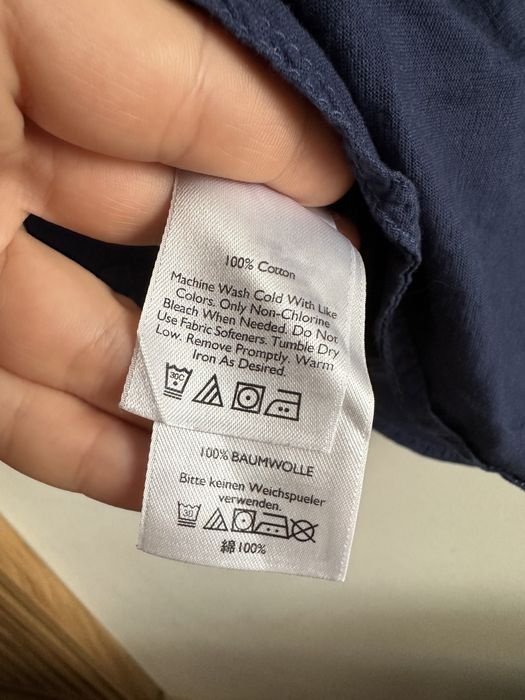 100% Cotton
Machine Wash Cold With Like
Colors. Only Non-Chlorine
Bleach When Needed. Do Not
Use Fabric Softeners. Tumble Dry
Low. Remove Promptly. Warm
Iron As Desired.
30C
100% BAUMWOLLE
Bitte keinen Weichspueler
verwenden.
30
綿100%